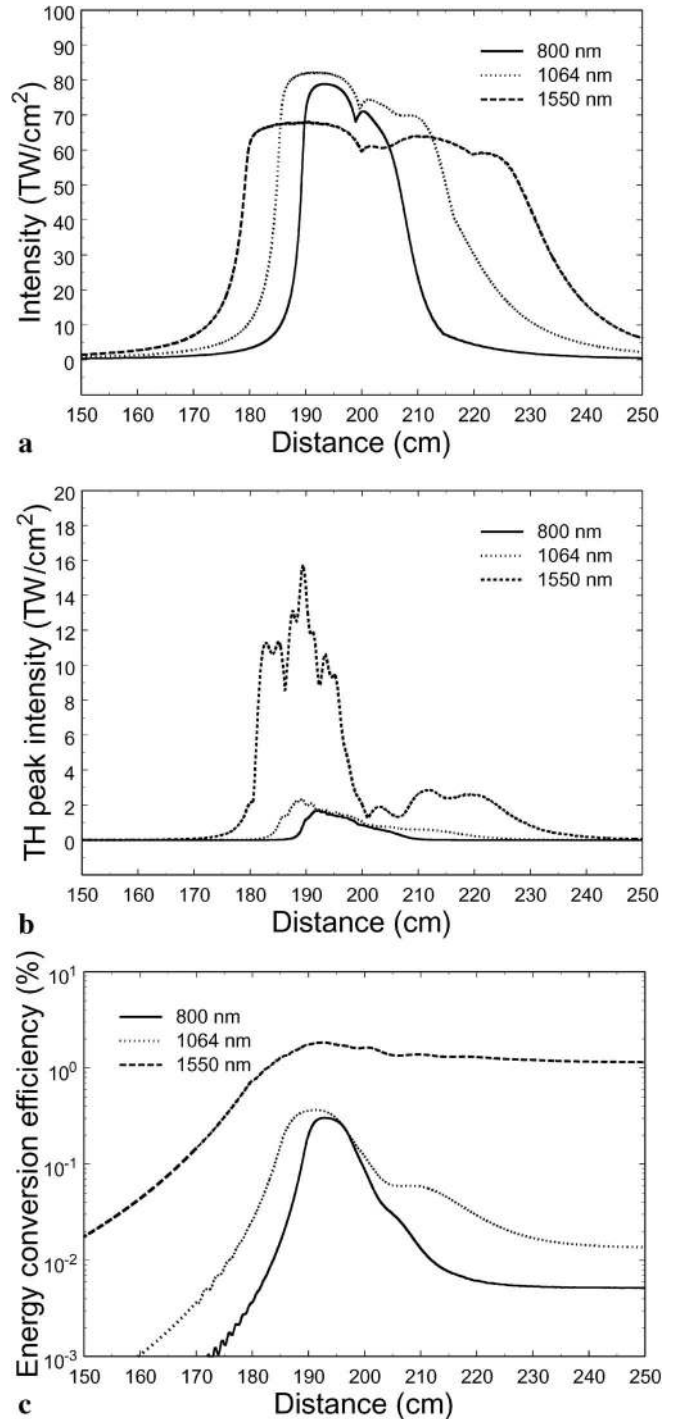 100
90
80
70
60
50
40
30
20
10
0
Intensity (TW/cm²)
800 nm
1064 nm
1550 nm
150 160 170 180 190 200 210 220 230 240 250
Distance (cm)
a
20
18
16
14
12
10
8
6
4
2
0
TH peak intensity (TW/cm²)
800 nm
1064 nm
1550 nm
150 160 170 180 190 200 210 220 230 240 250
Distance (cm)
b
10¹
10⁰
10⁻¹
10⁻²
10⁻³
Energy conversion efficiency (%)
800 nm
1064 nm
1550 nm
150 160 170 180 190 200 210 220 230 240 250
Distance (cm)
c